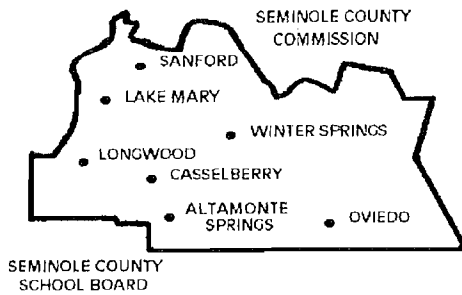 SEMINOLE COUNTY
COMMISSION
SANFORD
LAKE MARY
WINTER SPRINGS
LONGWOOD
CASSELBERRY
ALTAMONTE
SPRINGS
OVIEDO
SEMINOLE COUNTY
SCHOOL BOARD